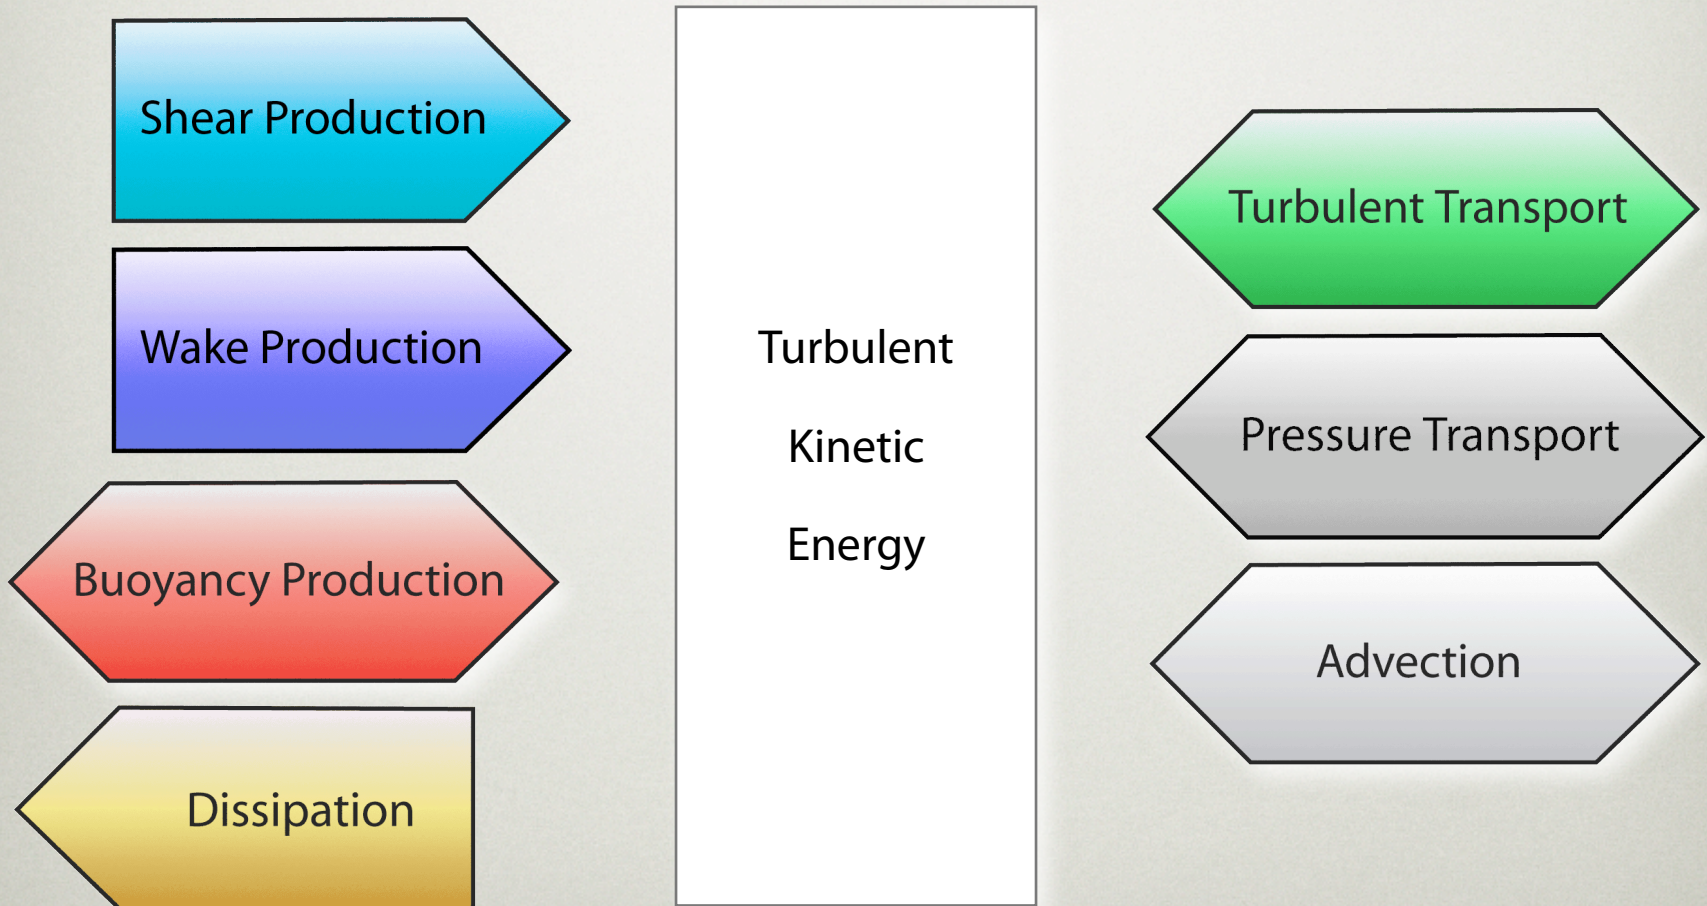 Shear Production
Wake Production
Buoyancy Production
Dissipation
Turbulent
Kinetic
Energy
Turbulent Transport
Pressure Transport
Advection